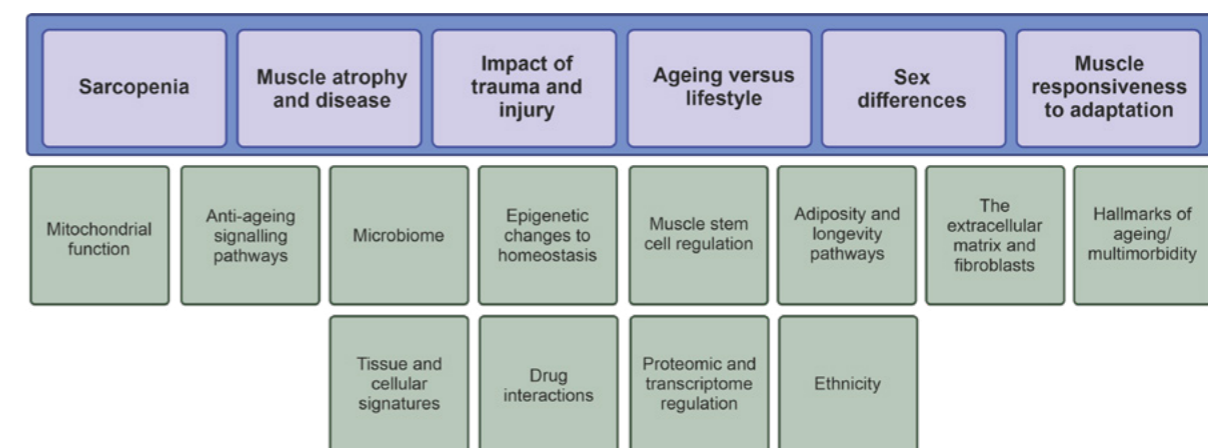 Sarcopenia
Muscle atrophy
and disease
Impact of
trauma and
injury
Ageing versus
lifestyle
Sex
differences
Muscle
responsiveness
to adaptation
Mitochondrial
function
Anti-ageing
signalling
pathways
Microbiome
Epigenetic
changes to
homeostasis
Muscle stem
cell regulation
Adiposity and
longevity
pathways
The
extracellular
matrix and
fibroblasts
Hallmarks of
ageing/
multimorbidity
Tissue and
cellular
signatures
Drug
interactions
Proteomic and
transcriptome
regulation
Ethnicity